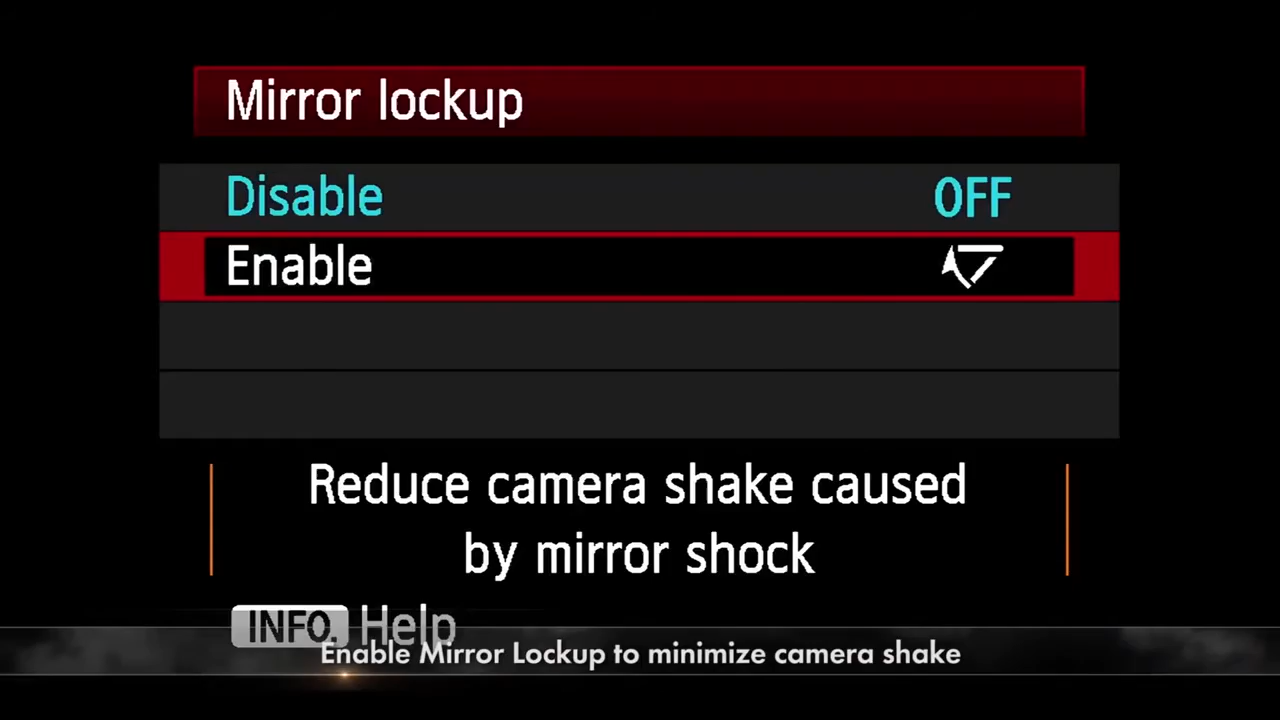 Mirror lockup
Disable OFF
Enable
Reduce camera shake caused
by mirror shock
INFO. Help
Enable Mirror Lockup to minimize camera shake